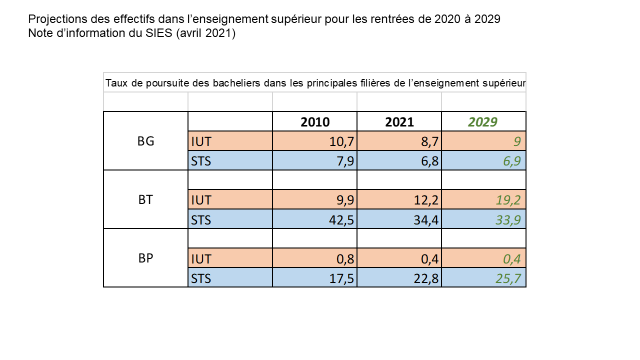 Projections des effectifs dans l'enseignement supérieur pour les rentrées de 2020 à 2029
Note d'information du SIES (avril 2021)
Taux de poursuite des bacheliers dans les principales filières de l'enseignement supérieur
2010 2021 2029
BG IUT 10,7 8,7 9
STS 7,9 6,8 6,9
BT IUT 9,9 12,2 19,2
STS 42,5 34,4 33,9
BP IUT 0,8 0,4 0,4
STS 17,5 22,8 25,7